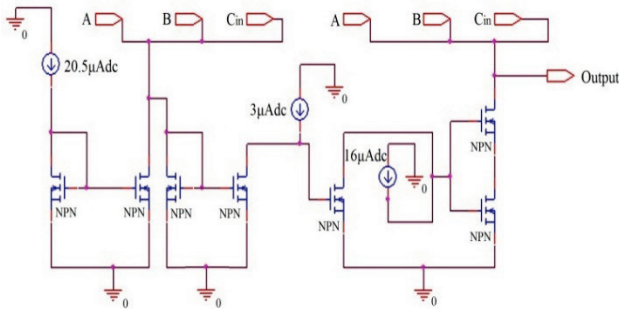 A B Cin A B Cin
0
20.5µAdc
Output
3µAdc
0
NPN
16µAdc
0
NPN NPN NPN NPN
NPN
NPN
0 0 0 0